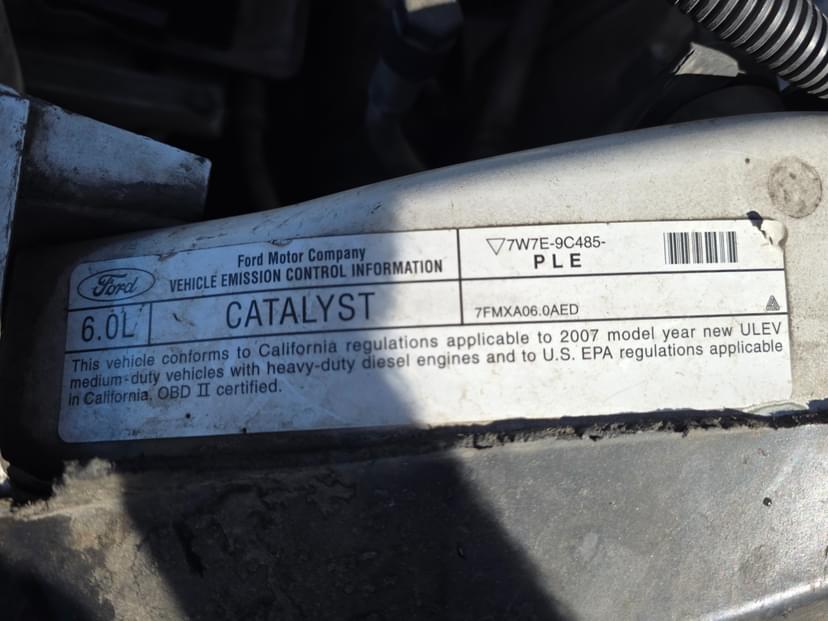 Ford
Ford Motor Company
VEHICLE EMISSION CONTROL INFORMATION
7W7E-9C485-
PLE
6.0L
CATALYST
7FMXA06.0AED
This vehicle conforms to California regulations applicable to 2007 model year new ULEV
medium-duty vehicles with heavy-duty diesel engines and to U.S. EPA regulations applicable
in California. OBD II certified.